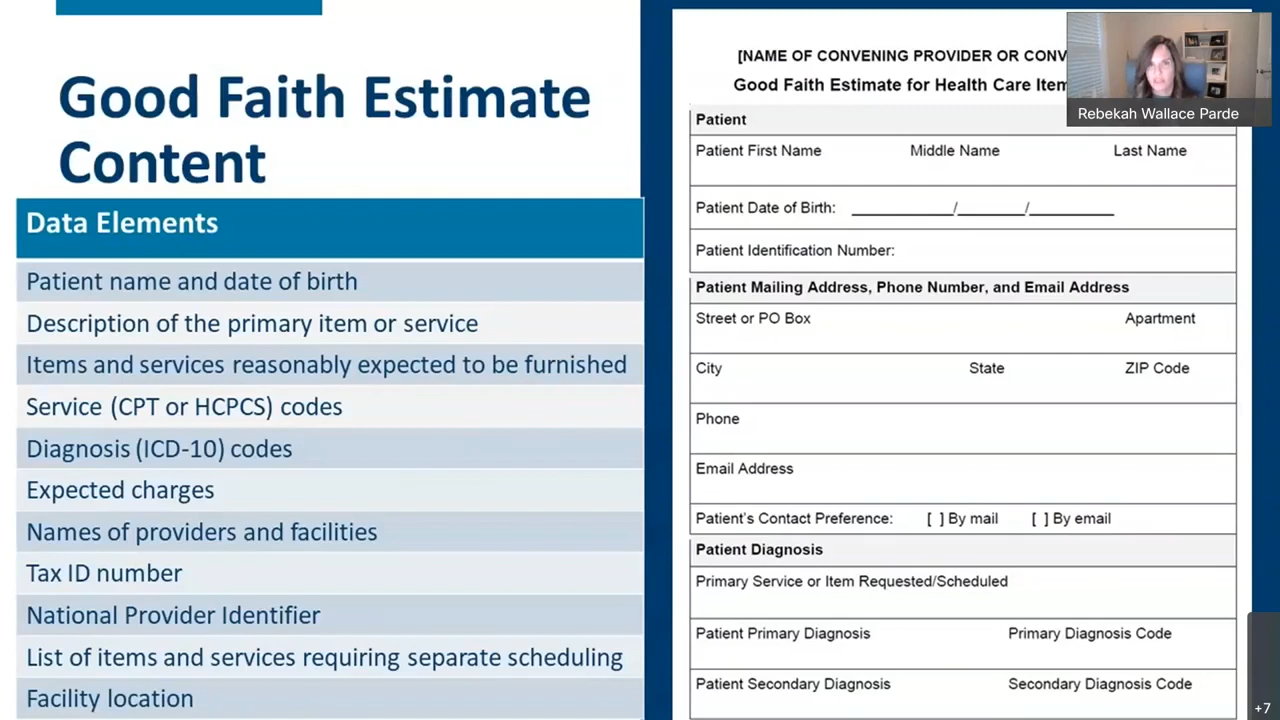 Good Faith Estimate
Content
Data Elements
Patient name and date of birth
Description of the primary item or service
Items and services reasonably expected to be furnished
Service (CPT or HCPCS) codes
Diagnosis (ICD-10) codes
Expected charges
Names of providers and facilities
Tax ID number
National Provider Identifier
List of items and services requiring separate scheduling
Facility location
[NAME OF CONVENING PROVIDER OR CONV
Good Faith Estimate for Health Care Item
Rebekah Wallace Parde
Patient
Patient First Name Middle Name Last Name
Patient Date of Birth: ____________/________/__________
Patient Identification Number:
Patient Mailing Address, Phone Number, and Email Address
Street or PO Box Apartment
City State ZIP Code
Phone
Email Address
Patient's Contact Preference: [ ] By mail [ ] By email
Patient Diagnosis
Primary Service or Item Requested/Scheduled
Patient Primary Diagnosis Primary Diagnosis Code
Patient Secondary Diagnosis Secondary Diagnosis Code
+7